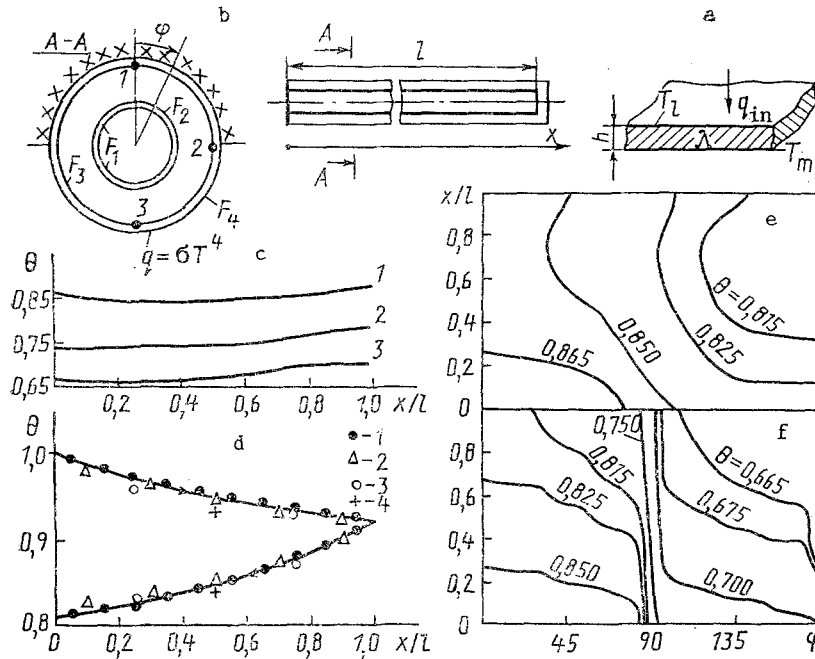 b
a
A-A
φ
1
2
3
F₁
F₂
F₃
F₄
q = σT⁴
A
l
x
A
T_l
q_in
h
λ
T_m
c
θ
0,85
0,75
0,65
1
2
3
0,2 0,4 0,6 0,8 1,0 x/l
d
θ
1,0
0,9
0,8
● -1
△ -2
○ -3
+ -4
0 0,2 0,4 0,6 0,8 1,0 x/l
x/l
e
0,8
0,6
0,4
0,2
0
0,865
0,850
0,825
θ=0,815
f
0,8
0,6
0,4
0,2
0
0,750
0,815
0,825
0,850
θ=0,665
0,675
0,700
45 90 135 φ